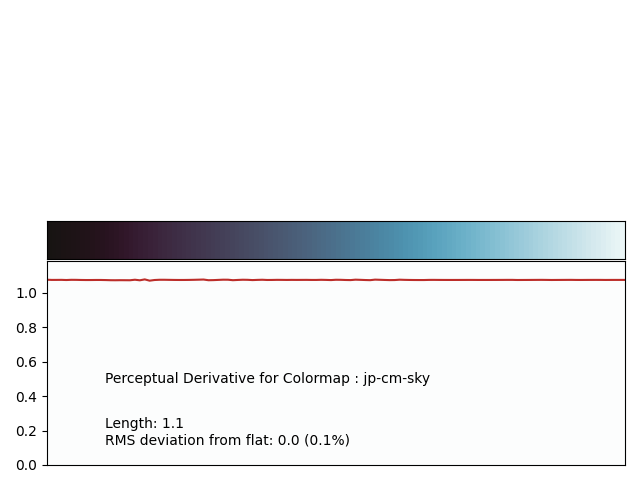 1.0
0.8
0.6
Perceptual Derivative for Colormap : jp-cm-sky
0.4
Length: 1.1
0.2
RMS deviation from flat: 0.0 (0.1%)
0.0